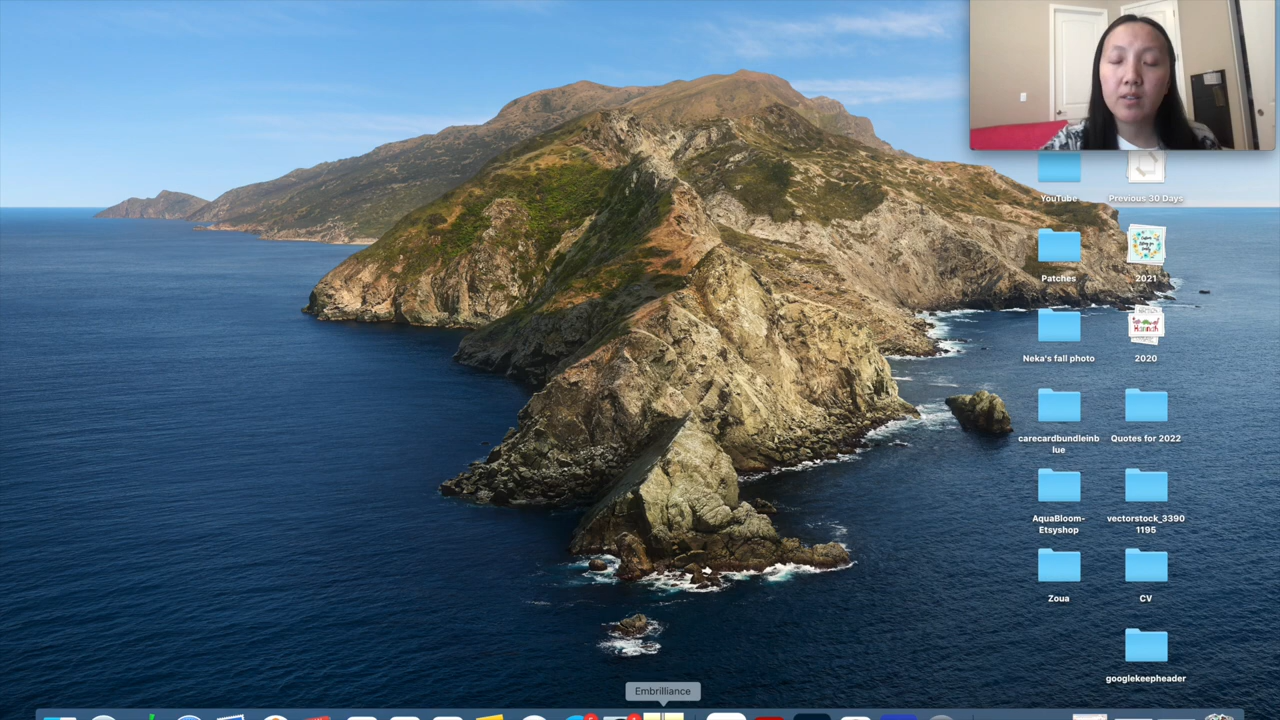 YouTube
Previous 30 Days
Patches
2021
Neka's fall photo
Hannah
2020
carecardbundleinb
lue
Quotes for 2022
AquaBloom-
Etsyshop
vectorstock_3390
1195
Zoua
CV
googlekeepheader
Embrilliance